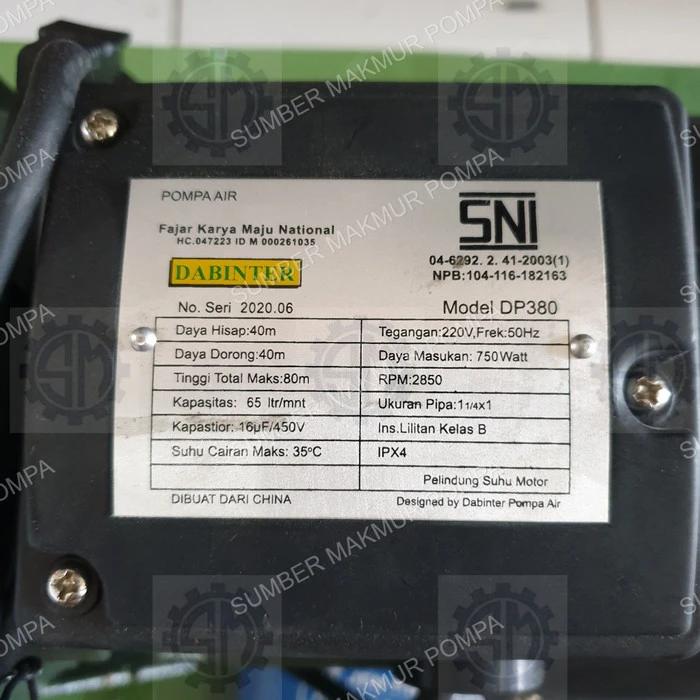 POMPA AIR
SNI
Fajar Karya Maju National
HC.047223 ID M 000261035
04-6292. 2. 41-2003(1)
NPB:104-116-182163
DABINTER
No. Seri 2020.06
Model DP380
Daya Hisap:40m
Tegangan:220V,Frek:50Hz
Daya Dorong:40m
Daya Masukan: 750Watt
Tinggi Total Maks:80m
RPM:2850
Kapasitas: 65 ltr/mnt
Ukuran Pipa:1 1/4x1
Kapastior: 16µF/450V
Ins.Lilitan Kelas B
Suhu Cairan Maks: 35°C
IPX4
Pelindung Suhu Motor
DIBUAT DARI CHINA
Designed by Dabinter Pompa Air
SUMBER MAKMUR POMPA